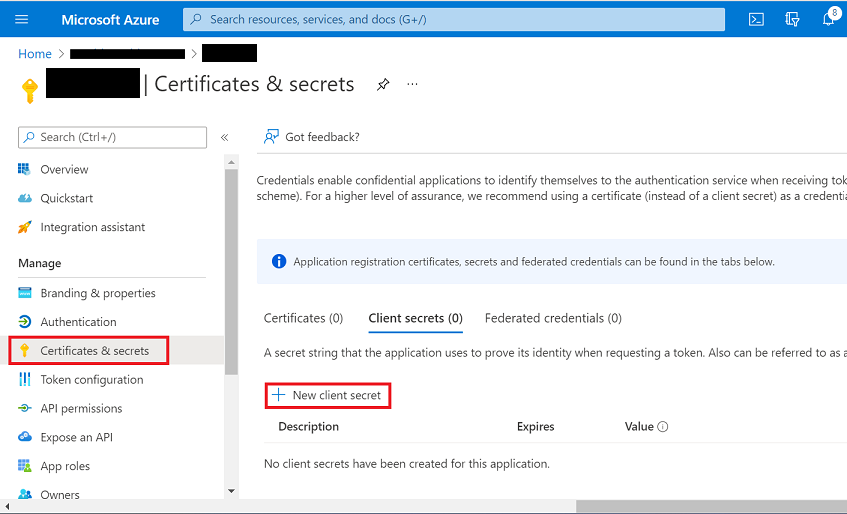 Microsoft Azure
Search resources, services, and docs (G+/)
8
Home > >
| Certificates & secrets ...
Search (Ctrl+/) «
Got feedback?
Overview
Quickstart
Integration assistant
Manage
Branding & properties
Authentication
Certificates & secrets
Token configuration
API permissions
Expose an API
App roles
Owners
Credentials enable confidential applications to identify themselves to the authentication service when receiving tok
scheme). For a higher level of assurance, we recommend using a certificate (instead of a client secret) as a credentia
Application registration certificates, secrets and federated credentials can be found in the tabs below.
Certificates (0) Client secrets (0) Federated credentials (0)
A secret string that the application uses to prove its identity when requesting a token. Also can be referred to as a
+ New client secret
Description Expires Value
No client secrets have been created for this application.